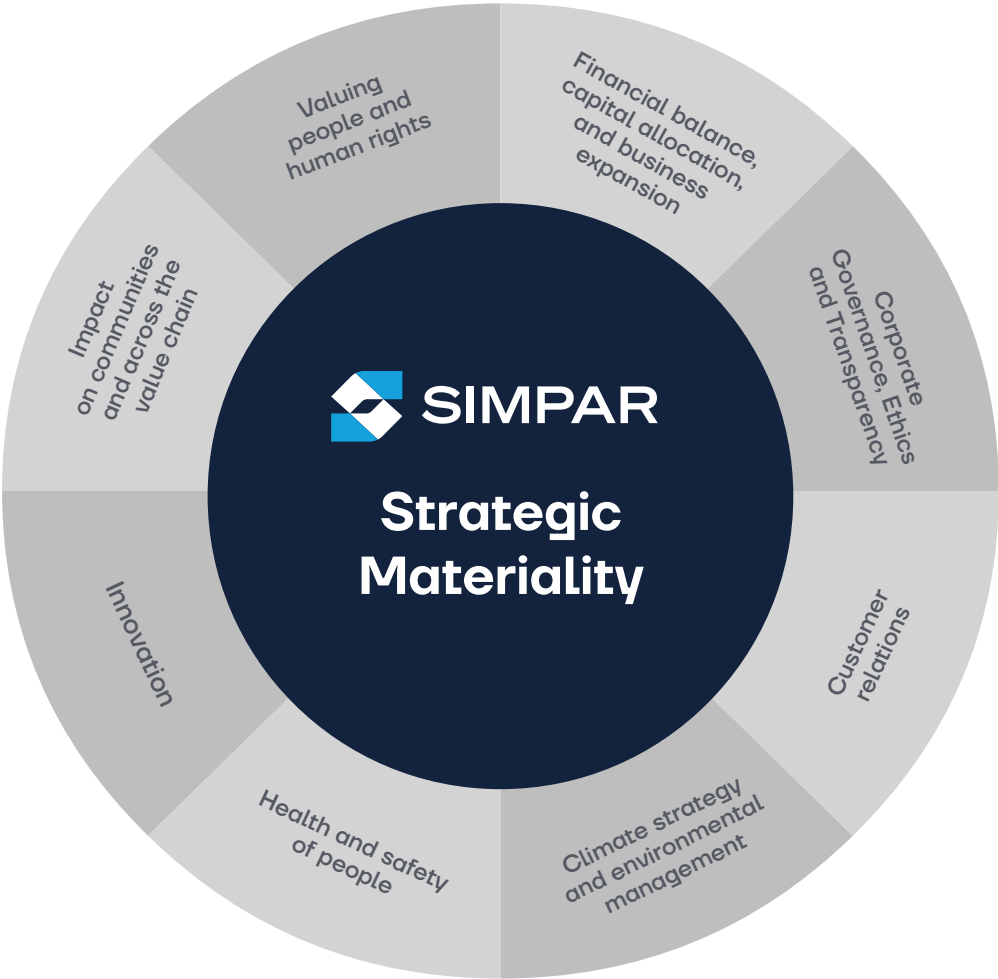 Financial balance,
capital allocation,
and business
expansion
Corporate
Governance, Ethics
and Transparency
Customer
relations
Climate strategy
and environmental
management
Health and safety
of people
Innovation
Impact
on communities
and across the
value chain
Valuing
people and
human rights
SIMPAR
Strategic
Materiality